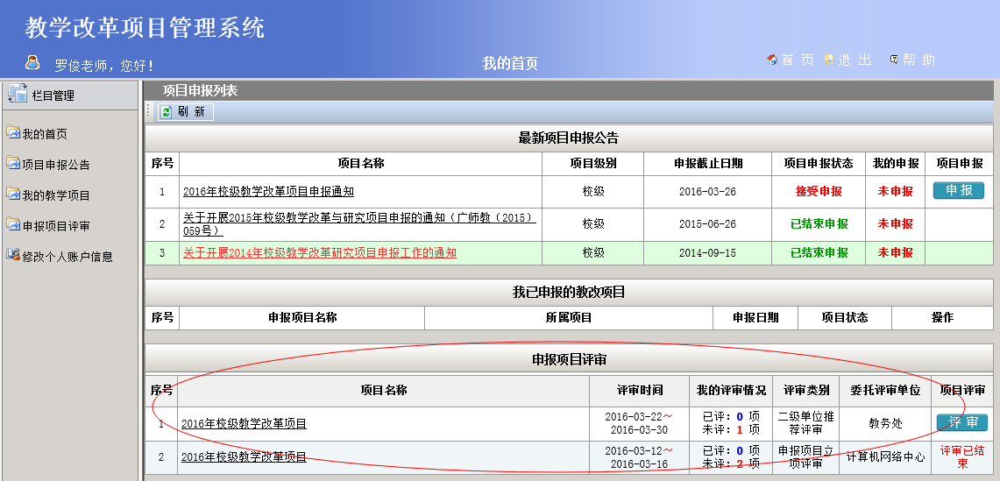 教学改革项目管理系统
罗俊老师，您好！
我的首页
首 页 退 出 帮 助
栏目管理
我的首页
项目申报公告
我的教学项目
申报项目评审
修改个人账户信息
项目申报列表
刷 新
最新项目申报公告
序号 项目名称 项目级别 申报截止日期 项目申报状态 我的申报 项目申报
1 2016年校级教学改革项目申报通知 校级 2016-03-26 接受申报 未申报 申 报
2 关于开展2015年校级教学改革与研究项目申报的通知（广师教（2015）
059号） 校级 2015-06-26 已结束申报 未申报
3 关于开展2014年校级教学改革研究项目申报工作的通知 校级 2014-09-15 已结束申报 未申报
我已申报的教改项目
序号 申报项目名称 所属项目 申报日期 项目状态 操作
申报项目评审
序号 项目名称 评审时间 我的评审情况 评审类别 委托评审单位 项目评审
1 2016年校级教学改革项目 2016-03-22～ 已评：0 项 二级单位推 教务处 评 审
2016-03-30 未评：1 项 荐评审
2 2016年校级教学改革项目 2016-03-12～ 已评：0 项 申报项目立 计算机网络中心 评审已结
2016-03-16 未评：2 项 项评审 束